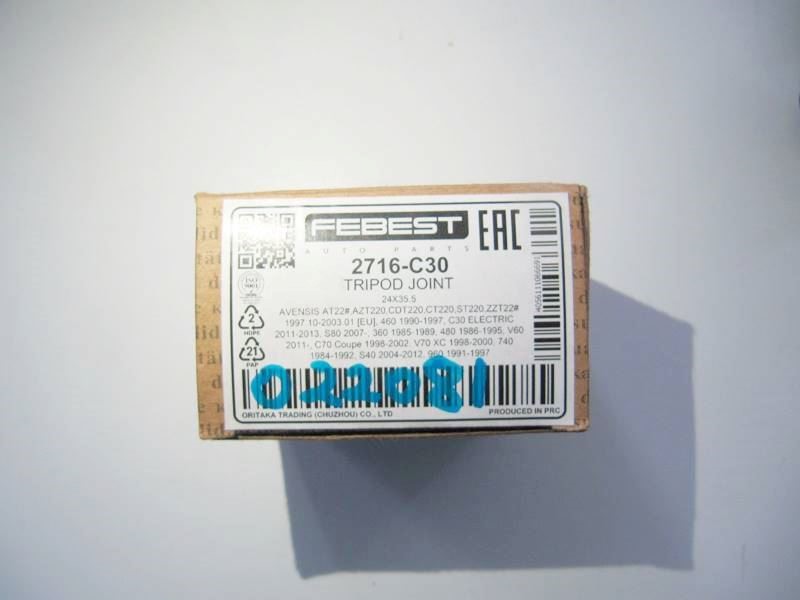 FEBEST
AUTO PARTS
EAC
2716-C30
TRIPOD JOINT
24X35.5
AVENSIS AT22#,AZT220,CDT220,CT220,ST220,ZZT22#
1997.10-2003.01 [EU], 460 1990-1997, C30 ELECTRIC
2011-2013, S80 2007-, 360 1985-1989, 480 1986-1995, V60
2011-, C70 Coupe 1998-2002, V70 XC 1998-2000, 740
1984-1992, S40 2004-2012, 960 1991-1997
ISO
9001
2
HDPE
21
PAP
022081
ORITAKA TRADING (CHUZHOU) CO., LTD
PRODUCED IN PRC